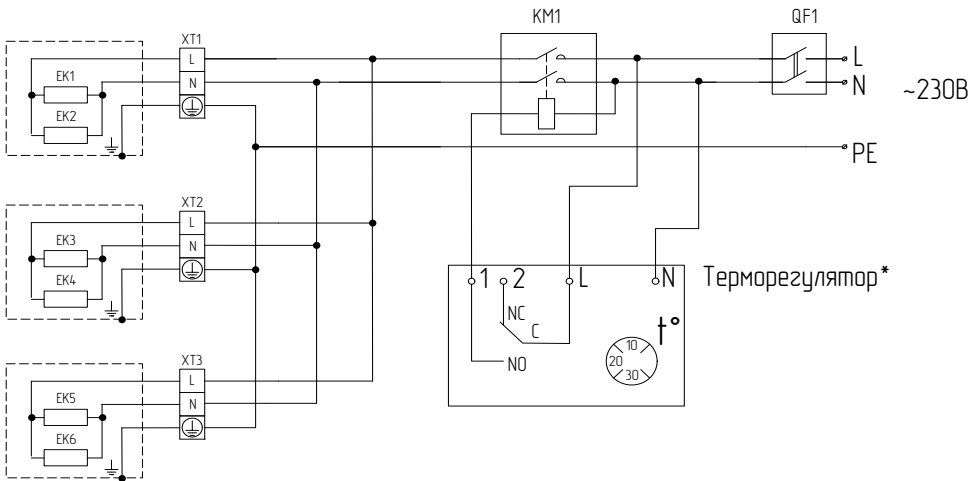 KM1
QF1
XT1
L
N
EK1
EK2
L
N
~230В
PE
XT2
L
N
EK3
EK4
1
2
L
N
Терморегулятор*
NC
C
NO
t°
10
20
30
XT3
L
N
EK5
EK6